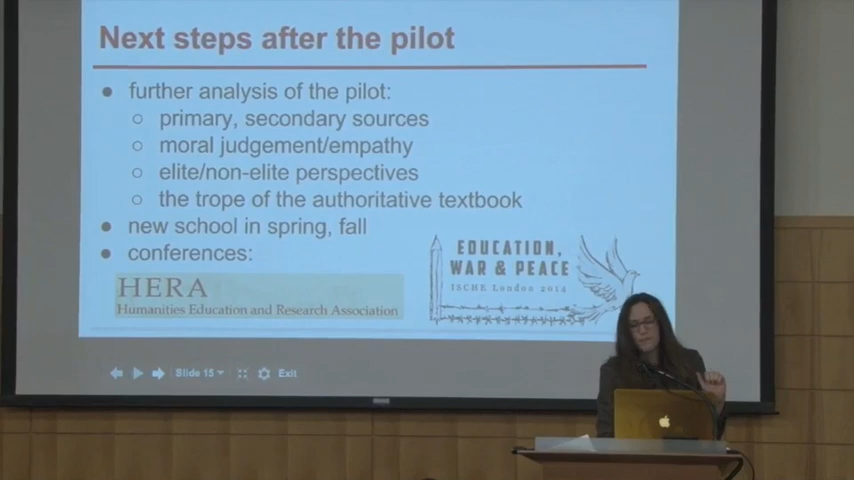 Next steps after the pilot
● further analysis of the pilot:
○ primary, secondary sources
○ moral judgement/empathy
○ elite/non-elite perspectives
○ the trope of the authoritative textbook
● new school in spring, fall
● conferences:
HERA
Humanities Education and Research Association
EDUCATION,
WAR & PEACE
ISCHE London 2014
Slide 15
Exit